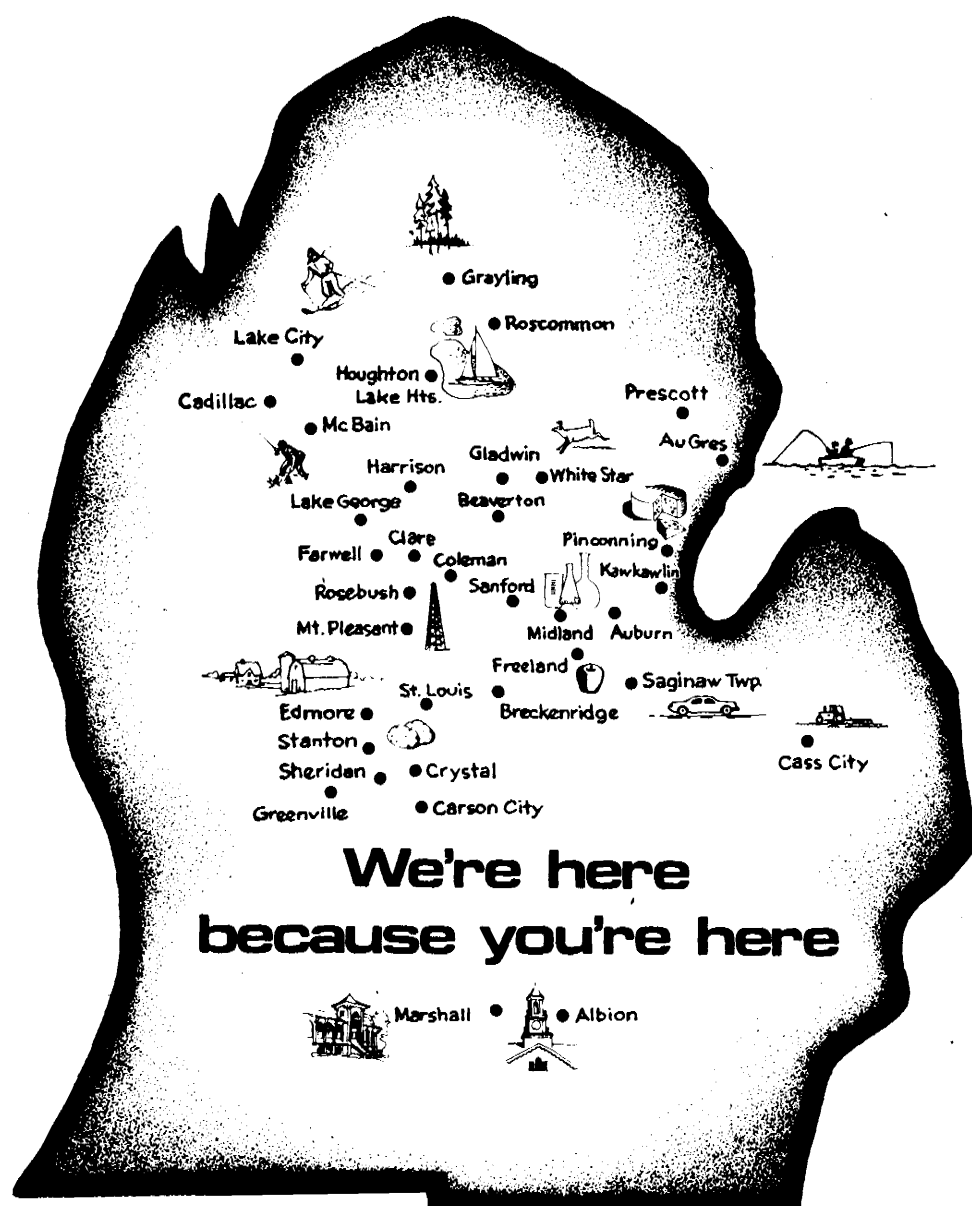 Grayling
Roscommon
Lake City
Houghton
Lake Hts.
Cadillac
Prescott
McBain
Au Gres
Gladwin
Harrison
White Star
Lake George
Beaverton
Clare
Pinconning
Farwell
Coleman
Kawkawlin
Rosebush
Sanford
Mt. Pleasant
Midland
Auburn
Freeland
St. Louis
Saginaw Twp.
Edmore
Breckenridge
Stanton
Cass City
Sheridan
Crystal
Greenville
Carson City
We're here
because you're here
Marshall
Albion